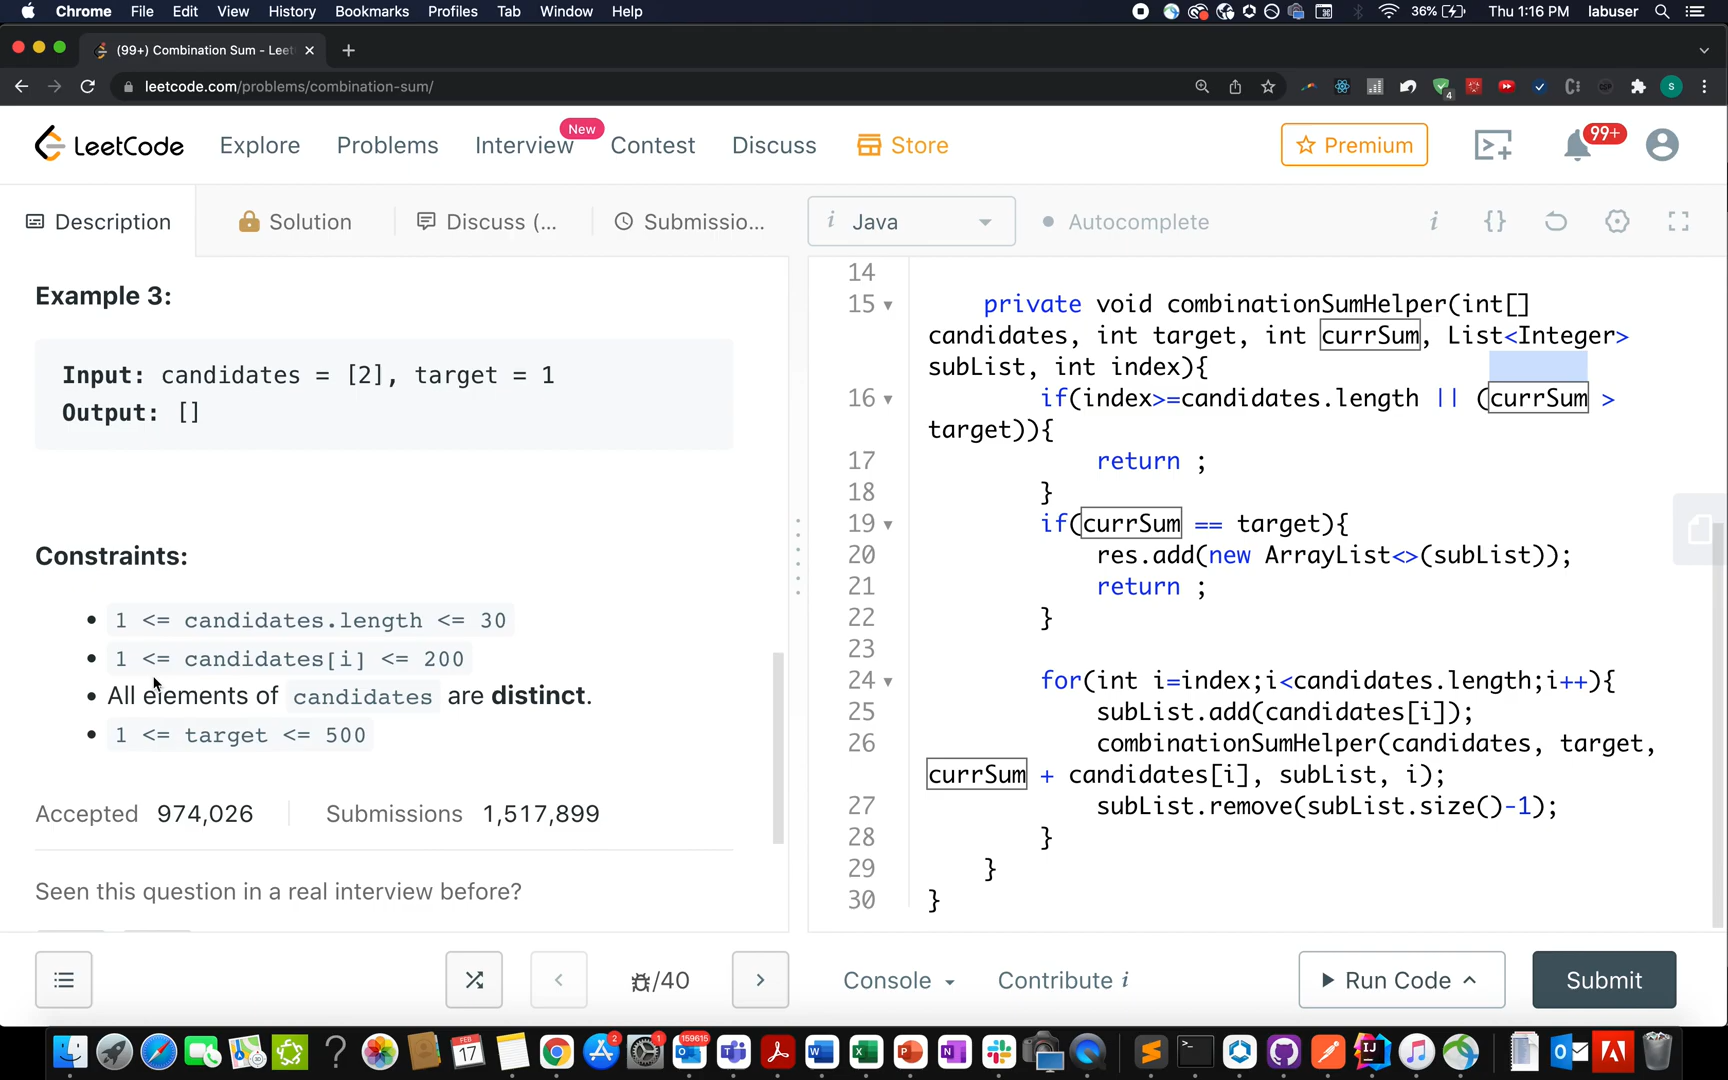 Chrome File Edit View History Bookmarks Profiles Tab Window Help 36% Thu 1:16 PM labuser
(99+) Combination Sum - Leet
leetcode.com/problems/combination-sum/
4
S
LeetCode Explore Problems Interview New Contest Discuss Store Premium 99+
Description Solution Discuss (... Submissio...
i Java Autocomplete i {}
Example 3:
Input: candidates = [2], target = 1
Output: []
Constraints:
1 <= candidates.length <= 30
1 <= candidates[i] <= 200
All elements of candidates are distinct.
1 <= target <= 500
Accepted 974,026 Submissions 1,517,899
Seen this question in a real interview before?
14
15 private void combinationSumHelper(int[]
candidates, int target, int currSum, List<Integer>
subList, int index){
16 if(index>=candidates.length || (currSum >
target)){
17 return ;
18 }
19 if(currSum == target){
20 res.add(new ArrayList<>(subList));
21 return ;
22 }
23
24 for(int i=index;i<candidates.length;i++){
25 subList.add(candidates[i]);
26 combinationSumHelper(candidates, target,
currSum + candidates[i], subList, i);
27 subList.remove(subList.size()-1);
28 }
29 }
30 }
/40 Console Contribute i Run Code Submit
FEB
17
2
1
159615